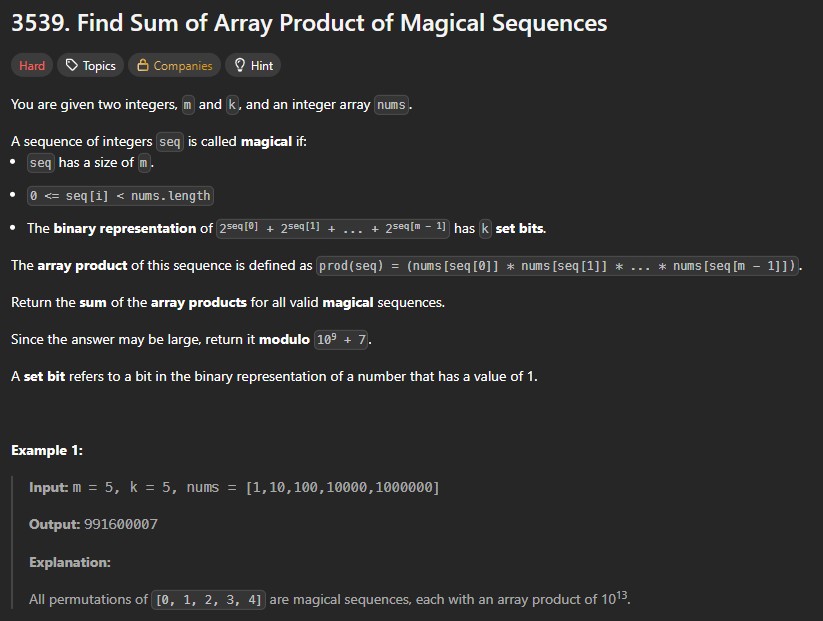 3539. Find Sum of Array Product of Magical Sequences
Hard Topics Companies Hint
You are given two integers, m and k, and an integer array nums.
A sequence of integers seq is called magical if:
• seq has a size of m.
• 0 <= seq[i] < nums.length
• The binary representation of 2^seq[0] + 2^seq[1] + ... + 2^seq[m - 1] has k set bits.
The array product of this sequence is defined as prod(seq) = (nums[seq[0]] * nums[seq[1]] * ... * nums[seq[m - 1]]).
Return the sum of the array products for all valid magical sequences.
Since the answer may be large, return it modulo 10^9 + 7.
A set bit refers to a bit in the binary representation of a number that has a value of 1.
Example 1:
Input: m = 5, k = 5, nums = [1,10,100,10000,1000000]
Output: 991600007
Explanation:
All permutations of [0, 1, 2, 3, 4] are magical sequences, each with an array product of 10^13.